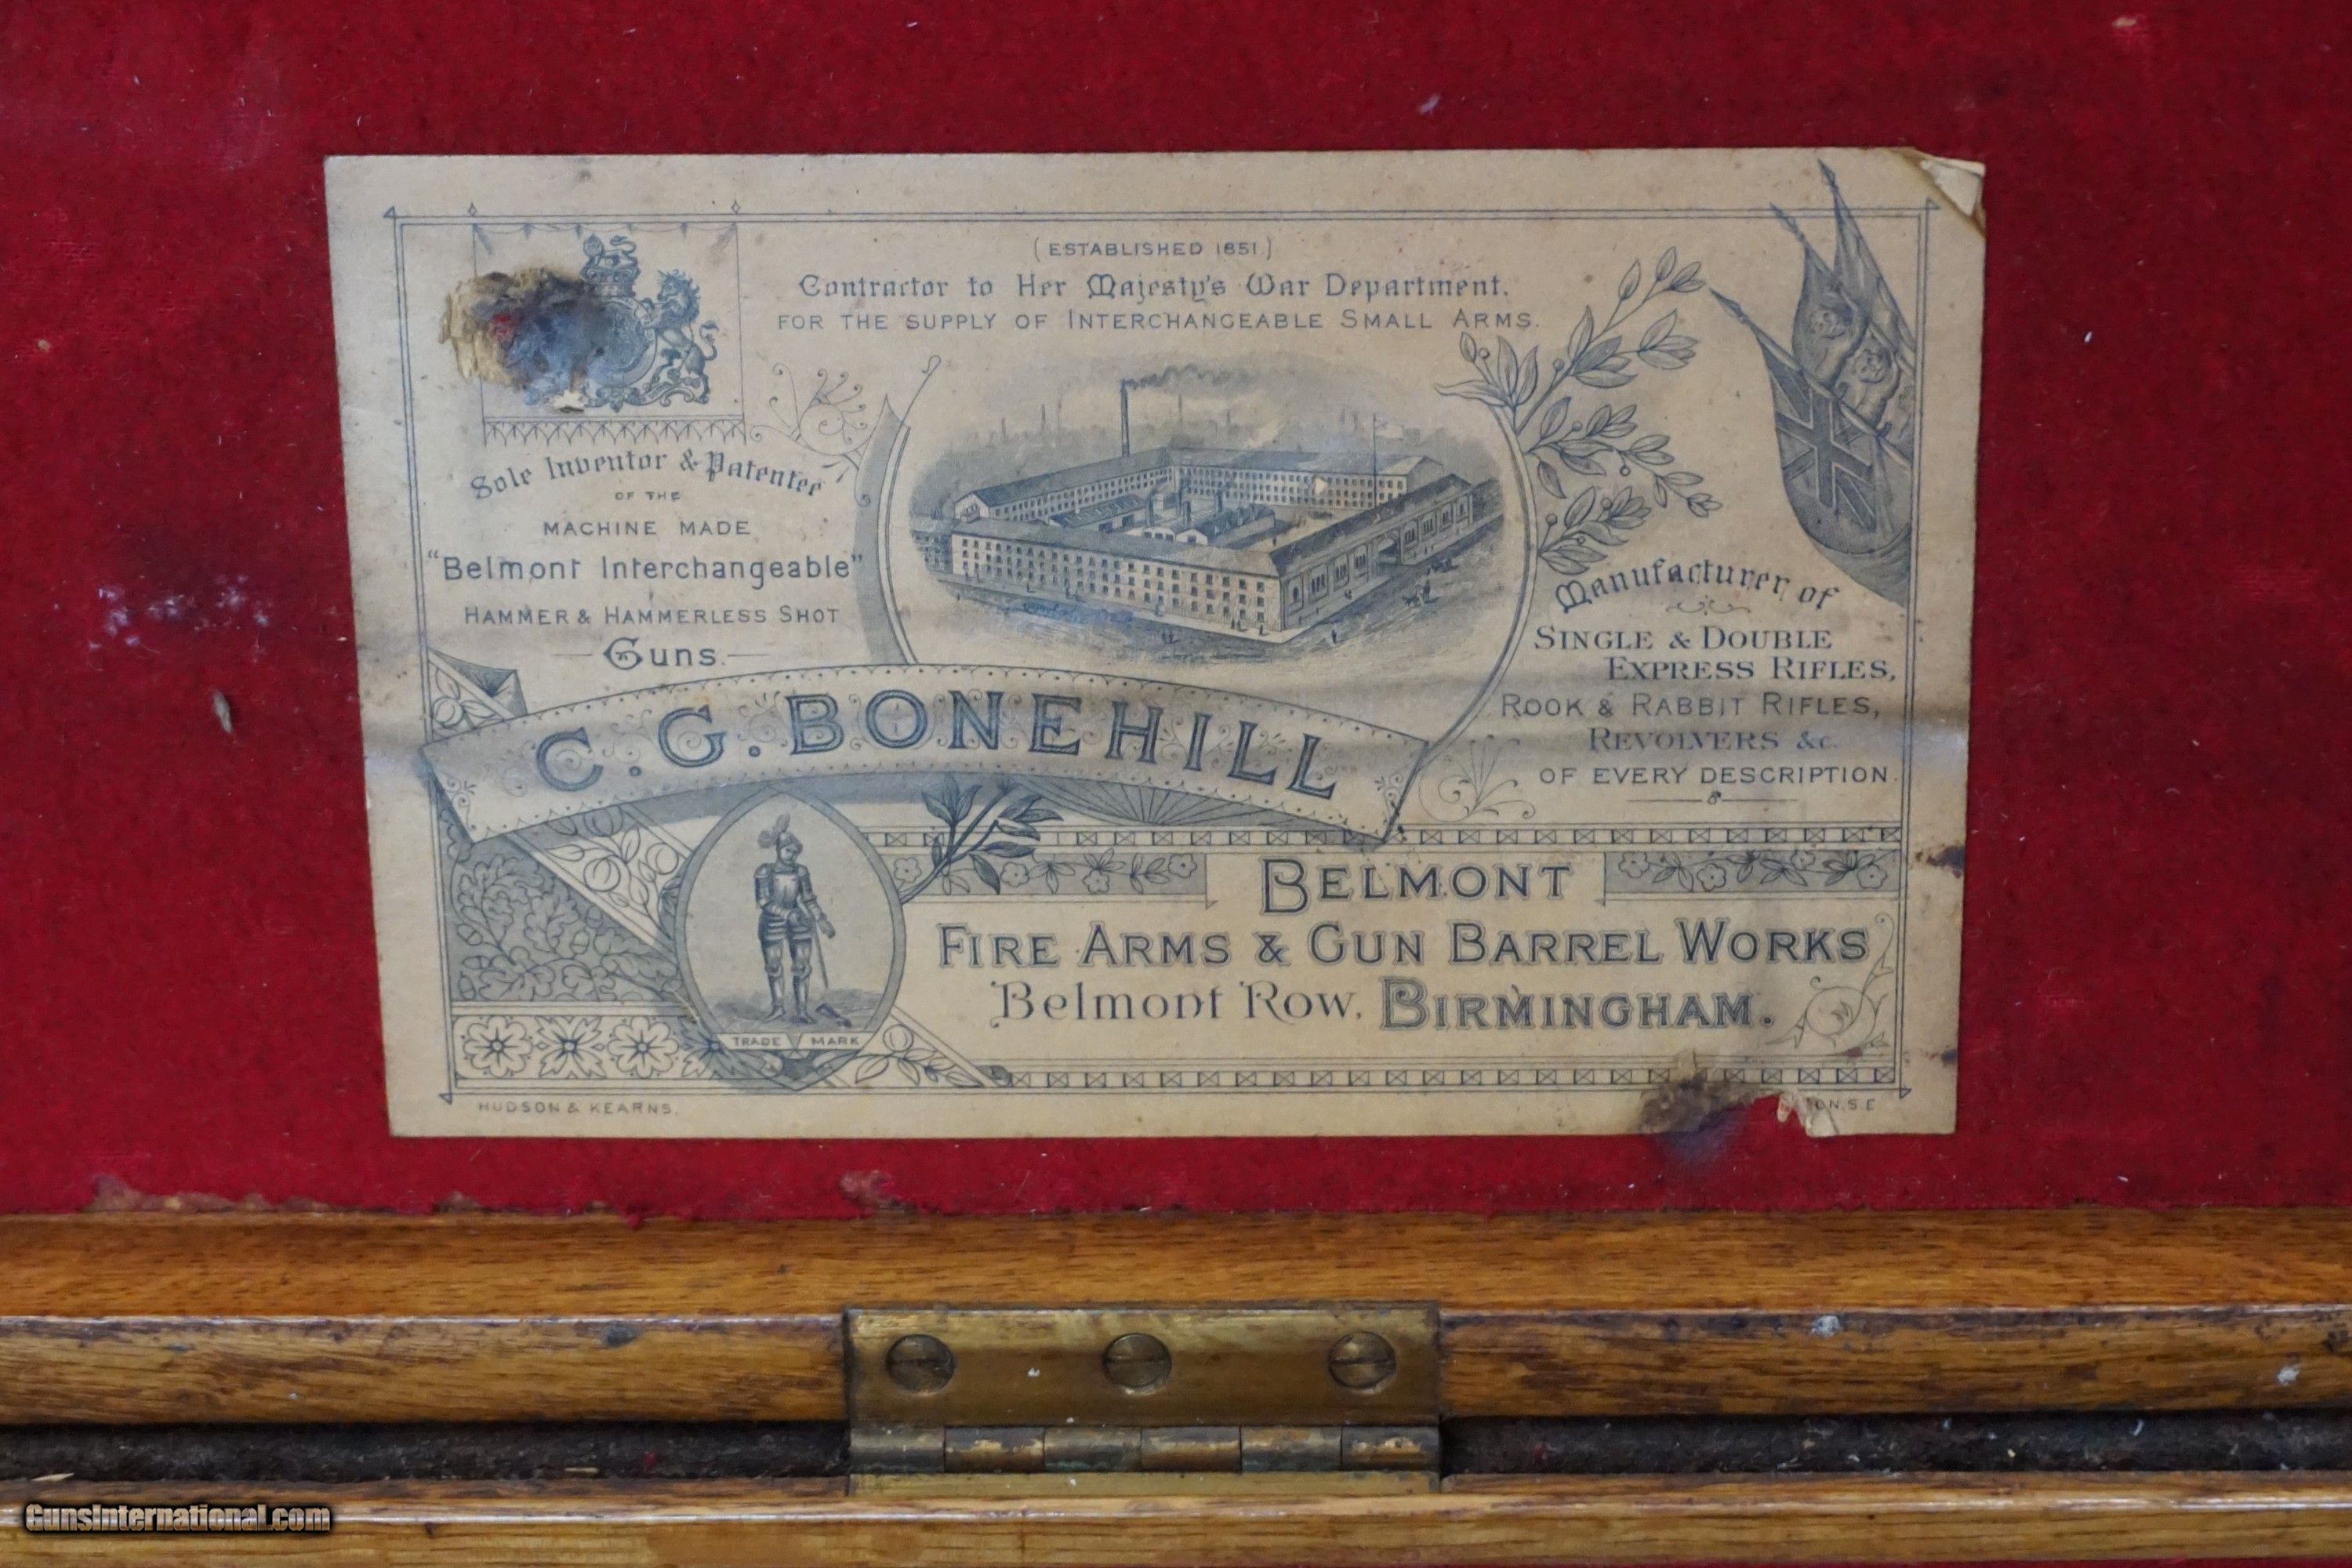 (ESTABLISHED 1851)
Contractor to Her Majesty's War Department.
FOR THE SUPPLY OF INTERCHANGEABLE SMALL ARMS.
Sole Inventor & Patentee
OF THE
MACHINE MADE
"Belmont Interchangeable"
HAMMER & HAMMERLESS SHOT
Guns.
Manufacturer of
SINGLE & DOUBLE
EXPRESS RIFLES,
ROOK & RABBIT RIFLES,
REVOLVERS &c.
OF EVERY DESCRIPTION.
C.G. BONEHILL
TRADE MARK
BELMONT
FIRE ARMS & GUN BARREL WORKS
Belmont Row, BIRMINGHAM.
HUDSON & KEARNS,
S.E
GunsInternational.com